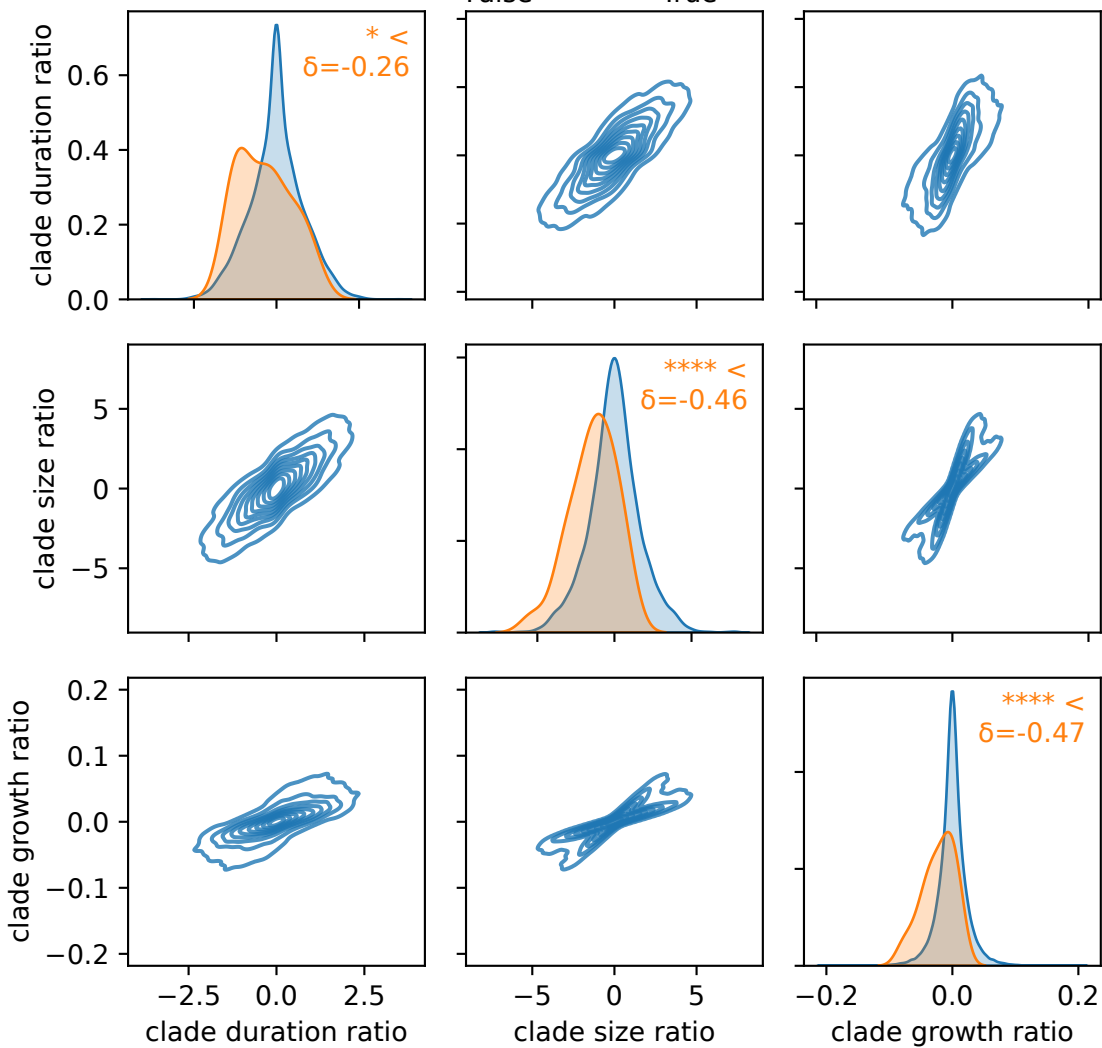 clade duration ratio
0.6
0.4
0.2
0.0
* <
δ=-0.26
clade size ratio
5
0
−5
**** <
δ=-0.46
clade growth ratio
0.2
0.1
0.0
−0.1
−0.2
**** <
δ=-0.47
−2.5 0.0 2.5
−5 0 5
−0.2 0.0 0.2
clade duration ratio
clade size ratio
clade growth ratio